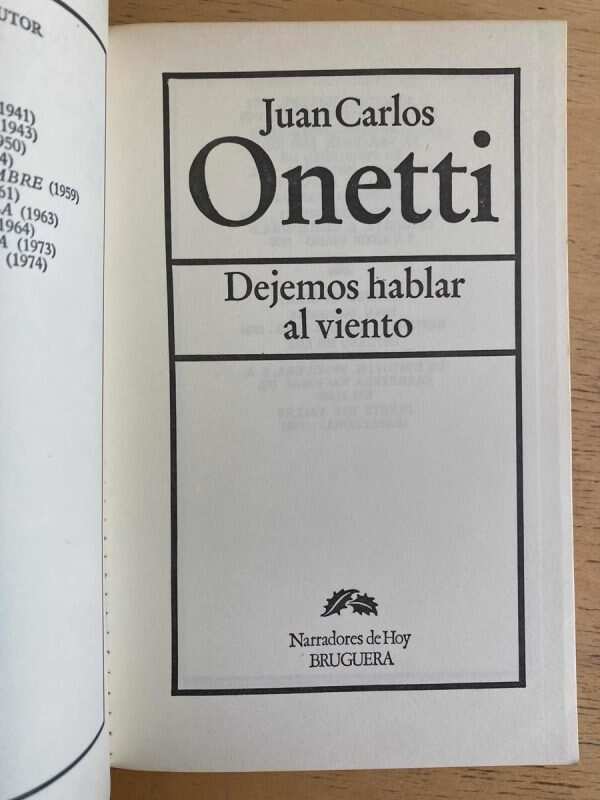 UTOR
1941)
1943)
950)
4)
MBRE (1959)
61)
A (1963)
1964)
A (1973)
(1974)
Juan Carlos
Onetti
Dejemos hablar
al viento
Narradores de Hoy
BRUGUERA